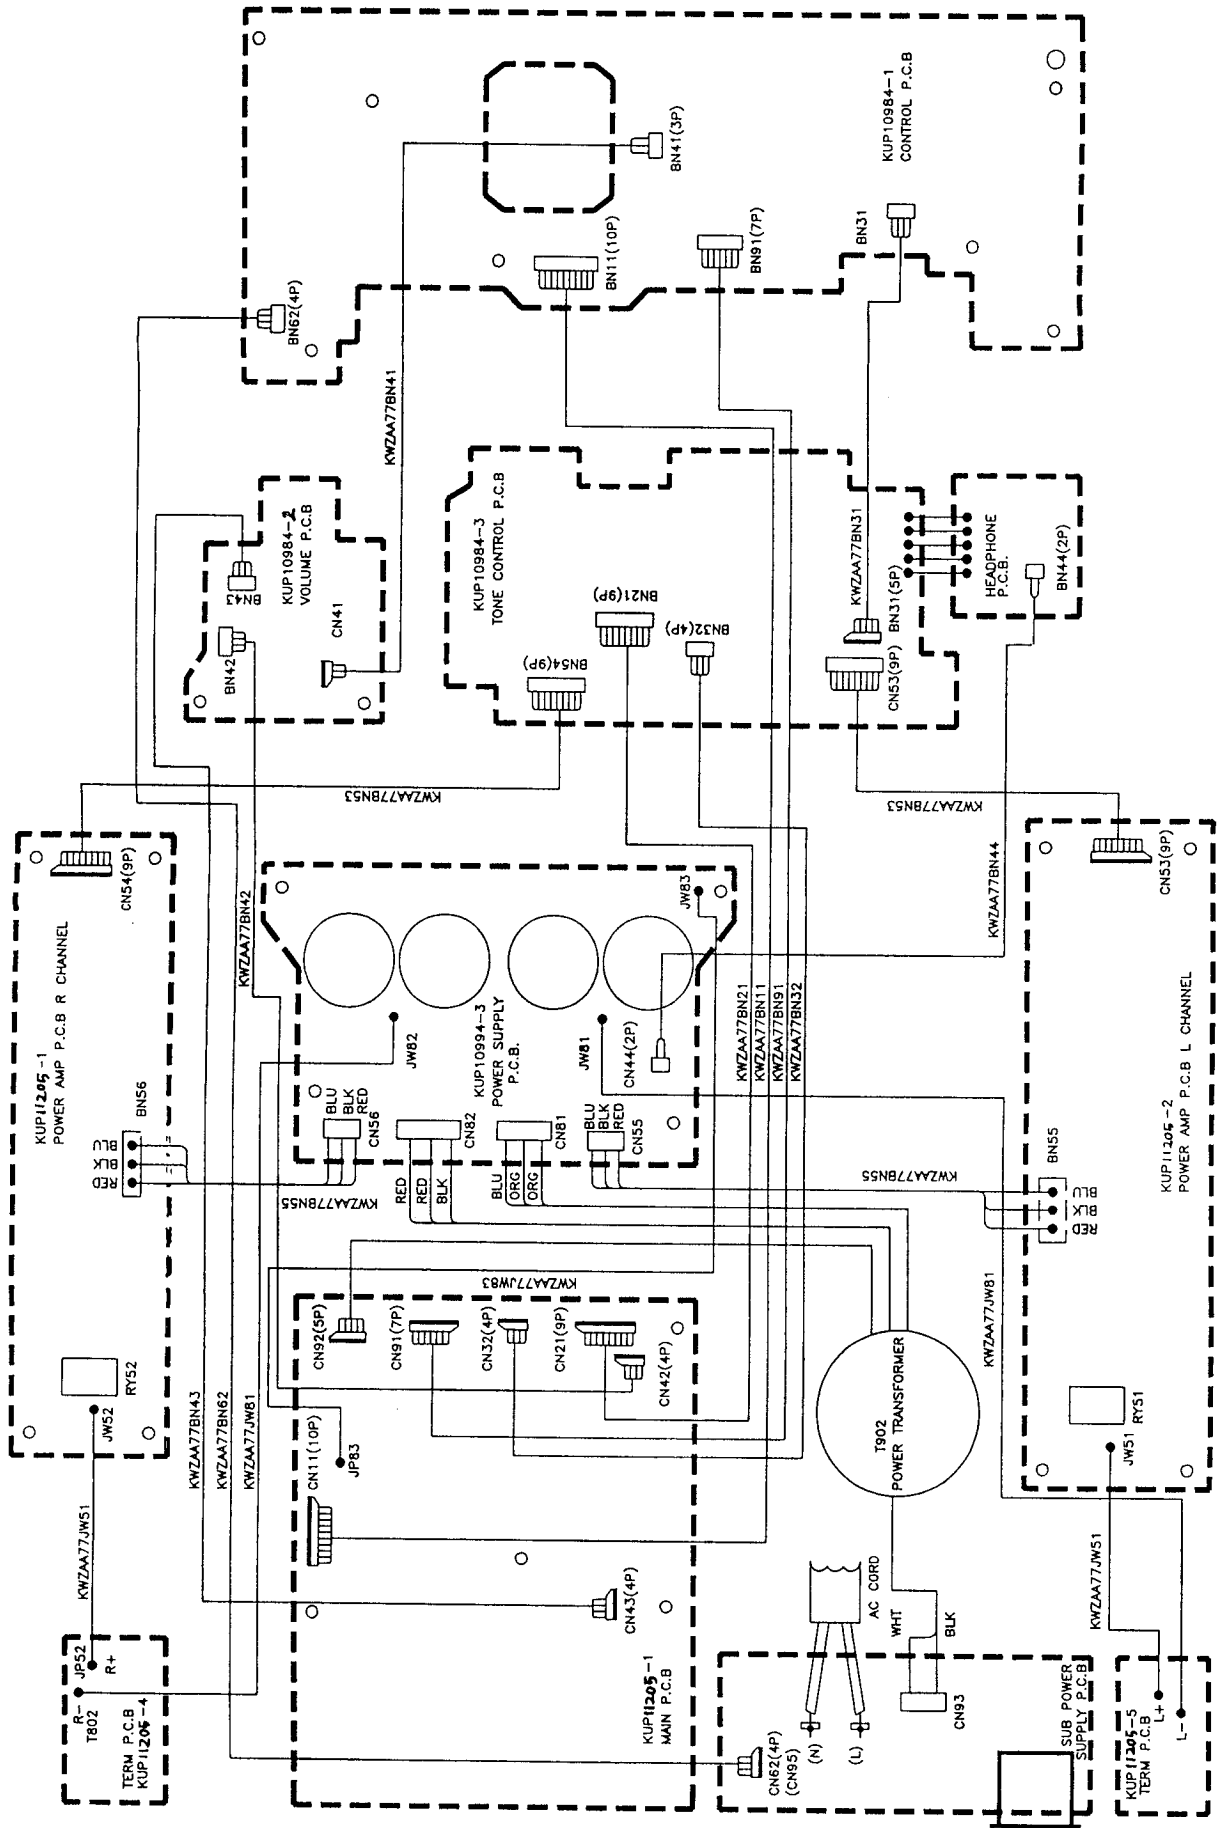 KUP11205-1
POWER AMP P.C.B R CHANNEL
CN54(9P)
BN56
RED
BLK
BLU
RY52
JW52
KWZAA77JW51
TERM P.C.B
KUP11205-4
R-
T802
JP52
R+
KWZAA77BN43
KWZAA77BN62
KWZAA77JW81
KWZAA77BN42
KWZAA77BN53
KWZAA77BN55
KUP10984-2
VOLUME P.C.B
BN43
BN42
CN41
KWZAA77BN41
BN62(4P)
BN11(10P)
BN41(3P)
BN91(7P)
BN31
KUP10984-1
CONTROL P.C.B
KUP10984-3
TONE CONTROL P.C.B
BN54(9P)
BN21(9P)
BN32(4P)
CN53(9P)
BN31(5P)
KWZAA77BN31
HEADPHONE
P.C.B.
BN44(2P)
KWZAA77BN53
KWZAA77BN44
JW83
JW82
KUP10994-3
POWER SUPPLY
P.C.B.
JW81
CN44(2P)
BLU
BLK
RED
CN56
CN82
CN81
BLU
BLK
RED
CN55
RED
RED
BLK
BLU
ORG
ORG
KWZAA77BN21
KWZAA77BN11
KWZAA77BN91
KWZAA77BN32
KWZAA77BN55
KWZAA77JW83
CN92(5P)
CN91(7P)
CN32(4P)
CN21(9P)
CN42(4P)
CN11(10P)
JP83
CN43(4P)
KUP11205-1
MAIN P.C.B
T902
POWER TRANSFORMER
AC CORD
WHT
BLK
CN93
CN62(4P)
(CN95)
(N)
(L)
SUB POWER
SUPPLY P.C.B
CN53(9P)
KUP11205-2
POWER AMP P.C.B L CHANNEL
BN55
RED
BLK
BLU
KWZAA77JW81
RY51
JW51
KWZAA77JW51
KUP11205-5
TERM P.C.B
L+
L-